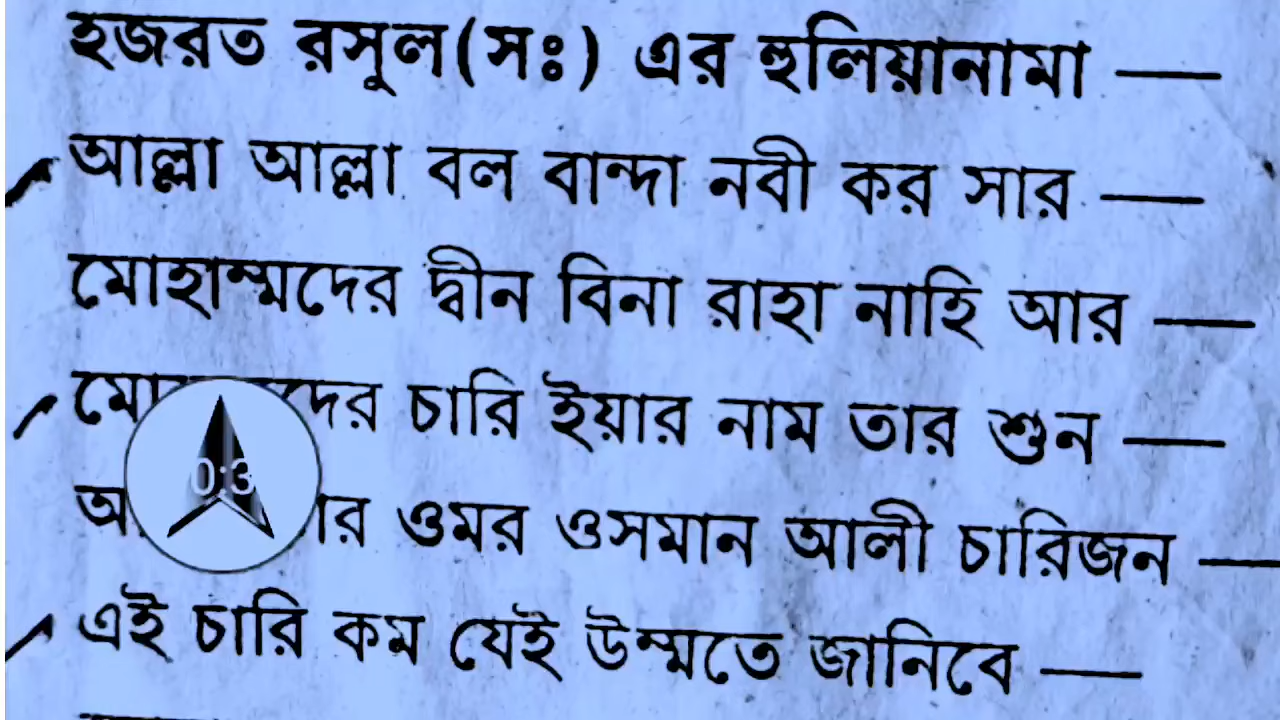 হজরত রসুল(সঃ) এর হুলিয়ানামা —
আল্লা আল্লা বল বান্দা নবী কর সার —
মোহাম্মদের দ্বীন বিনা রাহা নাহি আর —
চারি ইয়ার নাম তার শুন —
ওমর ওসমান আলী চারিজন —
এই চারি কম যেই উম্মতে জানিবে —